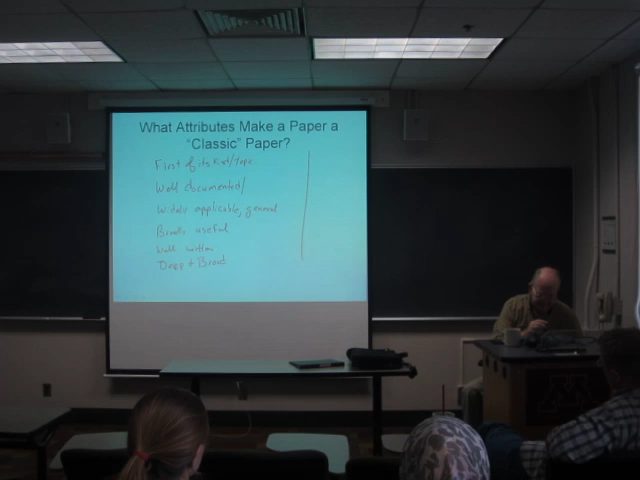 What Attributes Make a Paper a
"Classic" Paper?
First of its kind/type
Well documented/
Widely applicable, general
Broadly useful
Well written
Deep + Broad
M